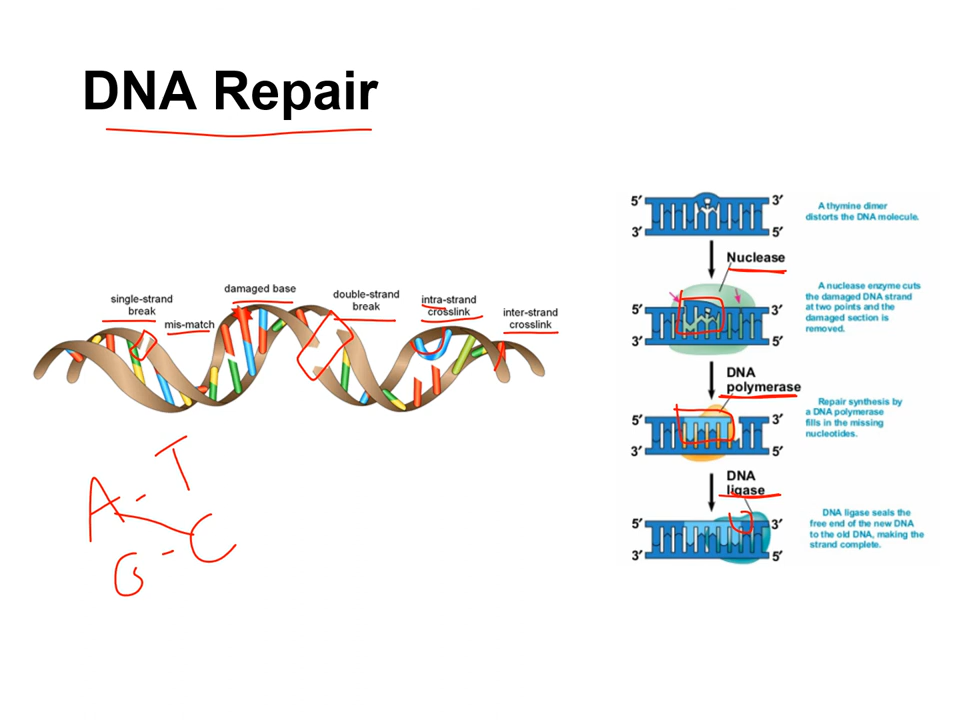 DNA Repair
single-strand
break
mis-match
damaged base
double-strand
break
intra-strand
crosslink
inter-strand
crosslink
A - T
G - C
5′ 3′
3′ 5′
A thymine dimer
distorts the DNA molecule.
Nuclease
5′ 3′
3′ 5′
A nuclease enzyme cuts
the damaged DNA strand
at two points and the
damaged section is
removed.
DNA
polymerase
5′ 3′
3′ 5′
Repair synthesis by
a DNA polymerase
fills in the missing
nucleotides.
DNA
ligase
5′ 3′
3′ 5′
DNA ligase seals the
free end of the new DNA
to the old DNA, making the
strand complete.